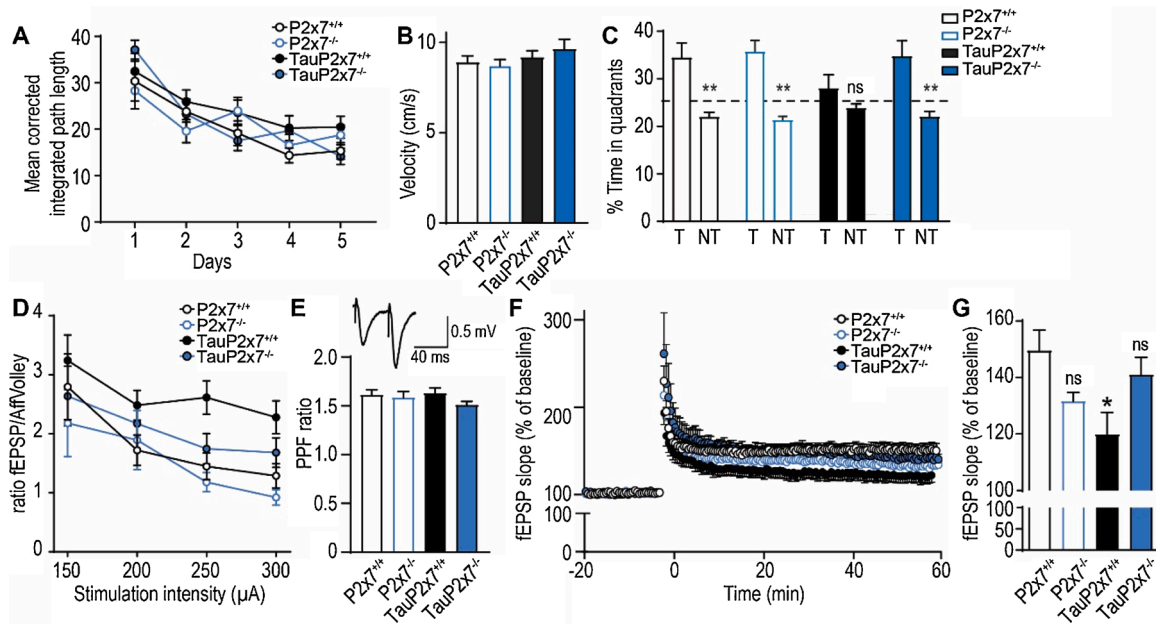 A
Mean corrected
integrated path length
40
30
20
10
0
1 2 3 4 5
Days
P2x7+/+
P2x7-/-
TauP2x7+/+
TauP2x7-/-
B
Velocity (cm/s)
10
5
0
P2x7+/+
P2x7-/-
TauP2x7+/+
TauP2x7-/-
C
% Time in quadrants
40
30
20
10
0
** ** ns **
T NT T NT T NT T NT
P2x7+/+
P2x7-/-
TauP2x7+/+
TauP2x7-/-
D
ratio fEPSP/AffVolley
4
3
2
1
0
150 200 250 300
Stimulation intensity (µA)
P2x7+/+
P2x7-/-
TauP2x7+/+
TauP2x7-/-
E
0.5 mV
40 ms
PPF ratio
2.0
1.5
1.0
0.5
0
P2x7+/+
P2x7-/-
TauP2x7+/+
TauP2x7-/-
F
fEPSP slope (% of baseline)
300
200
100
100
0
-20 0 20 40 60
Time (min)
P2x7+/+
P2x7-/-
TauP2x7+/+
TauP2x7-/-
G
fEPSP slope (% of baseline)
160
140
120
100
100
50
0
ns
*
ns
P2x7+/+
P2x7-/-
TauP2x7+/+
TauP2x7-/-